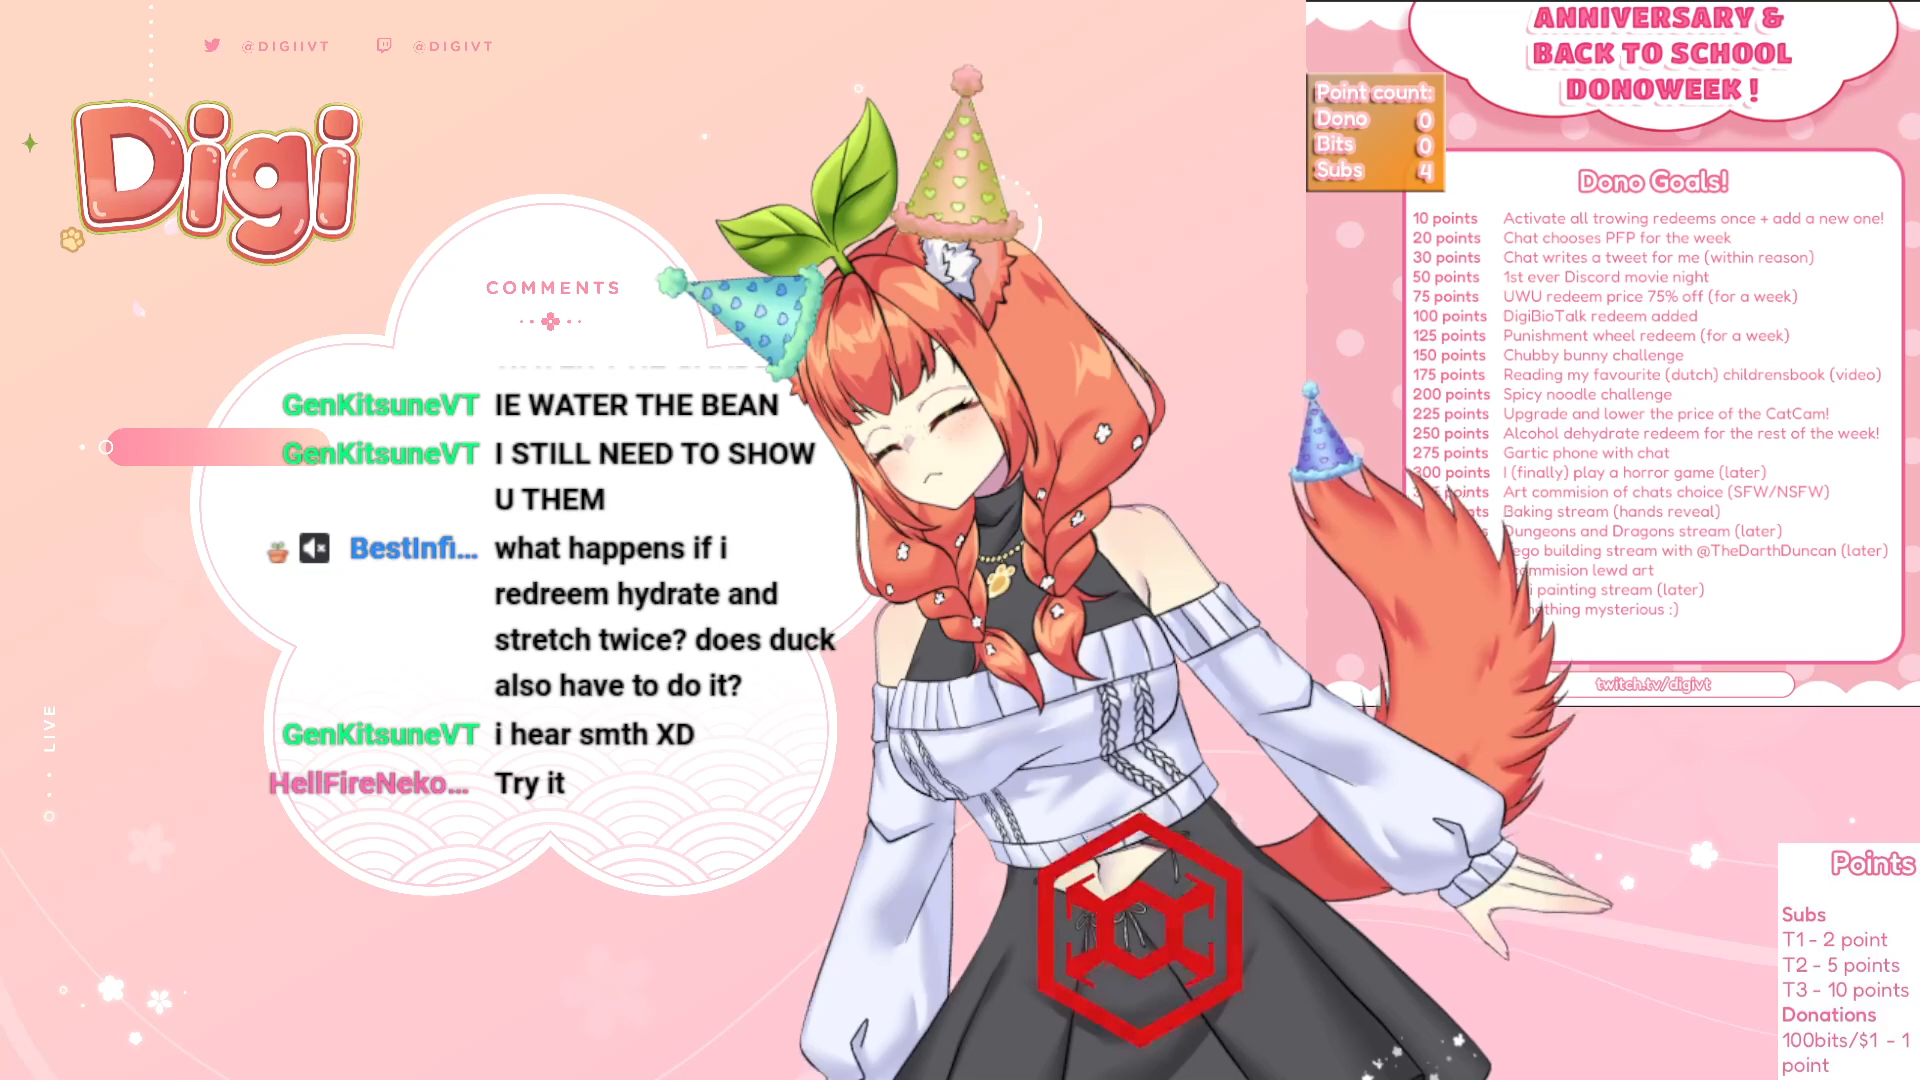 @DIGIIVT @DIGIVT
Digi
COMMENTS
GenKitsuneVT IE WATER THE BEAN
GenKitsuneVT I STILL NEED TO SHOW
U THEM
BestInfi... what happens if i
redreem hydrate and
stretch twice? does duck
also have to do it?
GenKitsuneVT i hear smth XD
HellFireNeko... Try it
LIVE
ANNIVERSARY &
BACK TO SCHOOL
DONOWEEK !
Point count:
Dono 0
Bits 0
Subs 4
Dono Goals!
10 points Activate all trowing redeems once + add a new one!
20 points Chat chooses PFP for the week
30 points Chat writes a tweet for me (within reason)
50 points 1st ever Discord movie night
75 points UWU redeem price 75% off (for a week)
100 points DigiBioTalk redeem added
125 points Punishment wheel redeem (for a week)
150 points Chubby bunny challenge
175 points Reading my favourite (dutch) childrensbook (video)
200 points Spicy noodle challenge
225 points Upgrade and lower the price of the CatCam!
250 points Alcohol dehydrate redeem for the rest of the week!
275 points Gartic phone with chat
300 points I (finally) play a horror game (later)
points Art commision of chats choice (SFW/NSFW)
Baking stream (hands reveal)
Dungeons and Dragons stream (later)
building stream with @TheDarthDuncan (later)
commision lewd art
painting stream (later)
mysterious :)
twitch.tv/digivt
Points
Subs
T1 - 2 point
T2 - 5 points
T3 - 10 points
Donations
100bits/$1 - 1
point